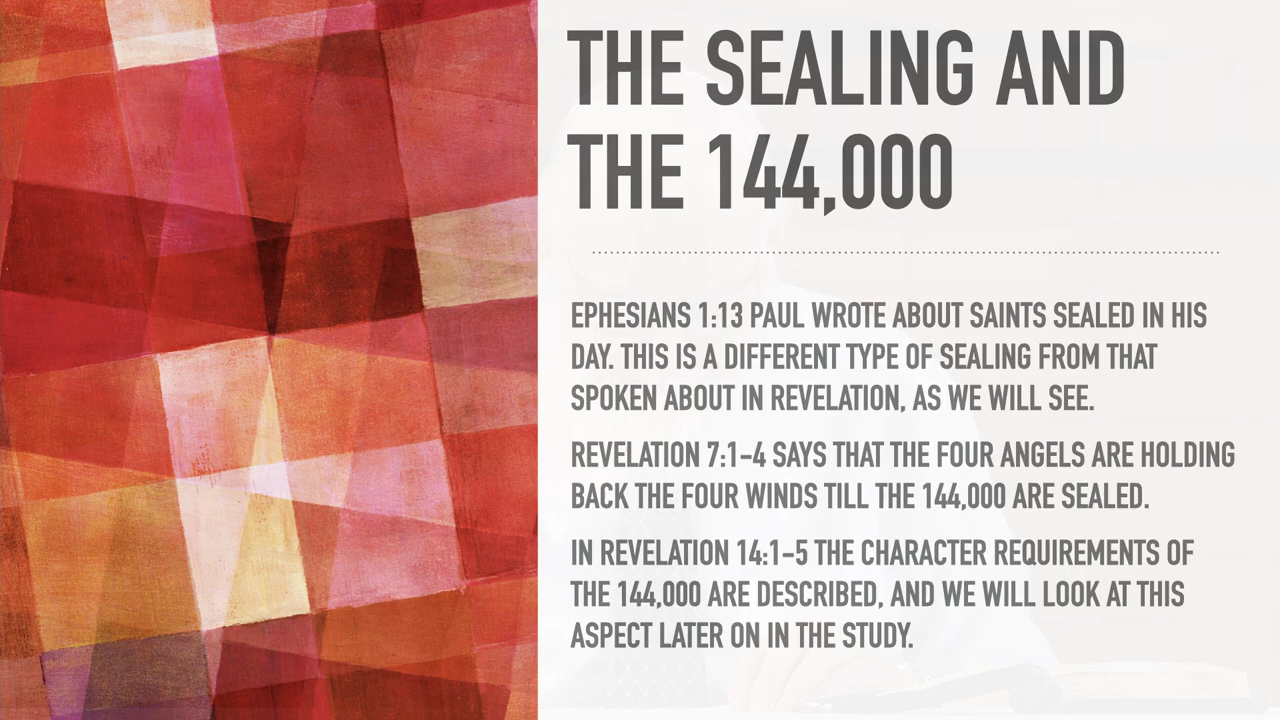 THE SEALING AND
THE 144,000
EPHESIANS 1:13 PAUL WROTE ABOUT SAINTS SEALED IN HIS
DAY. THIS IS A DIFFERENT TYPE OF SEALING FROM THAT
SPOKEN ABOUT IN REVELATION, AS WE WILL SEE.
REVELATION 7:1-4 SAYS THAT THE FOUR ANGELS ARE HOLDING
BACK THE FOUR WINDS TILL THE 144,000 ARE SEALED.
IN REVELATION 14:1-5 THE CHARACTER REQUIREMENTS OF
THE 144,000 ARE DESCRIBED, AND WE WILL LOOK AT THIS
ASPECT LATER ON IN THE STUDY.